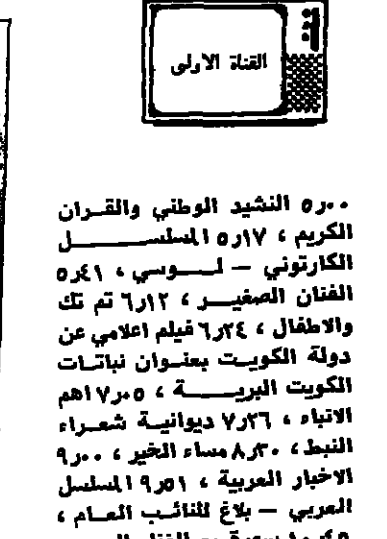 القناة الاولى
٥٫٠٠ النشيد الوطني والقران
الكريم ، ٥٫١٧ المسلسل
الكارتوني — لوسي ، ٥٫٤١
الفنان الصغير ، ٦٫١٢ تم تك
والاطفال ، ٦٫٢٤ فيلم اعلامي عن
دولة الكويت بعنوان نباتات
الكويت البرية ، ٧٫٠٥ اهم
الانباء ، ٧٫٢٦ ديوانية شعراء
النبط ، ٨٫٣٠ مساء الخير ، ٩٫٠٠
الاخبار العربية ، ٩٫٥١ المسلسل
العربي — بلاغ للنائب العام ،